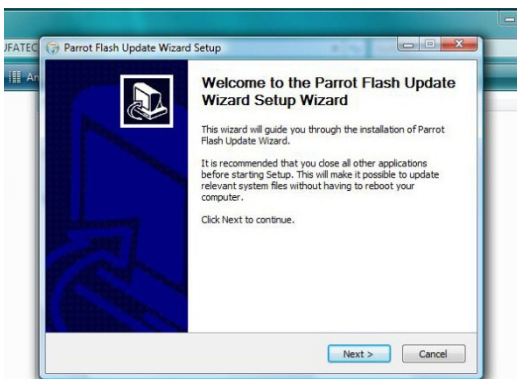 UFATEC
Parrot Flash Update Wizard Setup
An
Welcome to the Parrot Flash Update
Wizard Setup Wizard
This wizard will guide you through the installation of Parrot
Flash Update Wizard.
It is recommended that you close all other applications
before starting Setup. This will make it possible to update
relevant system files without having to reboot your
computer.
Click Next to continue.
Next >
Cancel